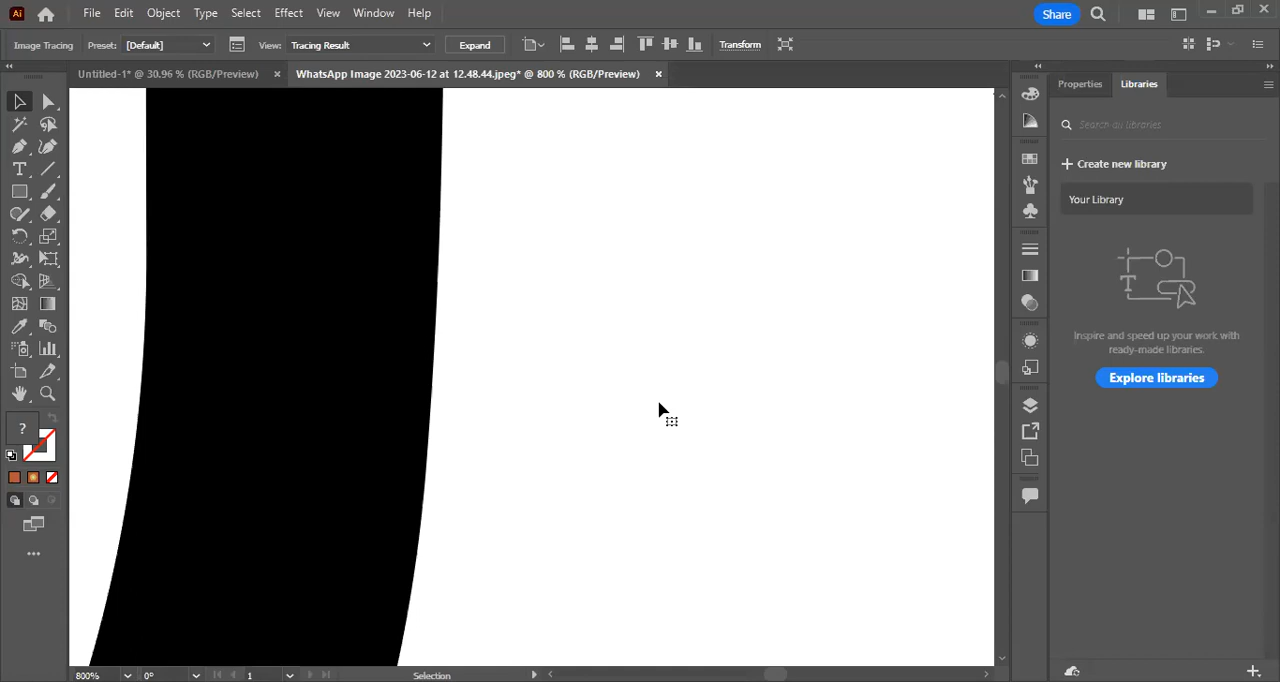 Ai File Edit Object Type Select Effect View Window Help Share
Image Tracing Preset: [Default] View: Tracing Result Expand Transform
Untitled-1* @ 30.96 % (RGB/Preview) × WhatsApp Image 2023-06-12 at 12.48.44.jpeg* @ 800 % (RGB/Preview) ×
Properties Libraries
Search all libraries
+ Create new library
Your Library
T
Inspire and speed up your work with
ready-made libraries.
Explore libraries
T
?
800% 0° 1 Selection